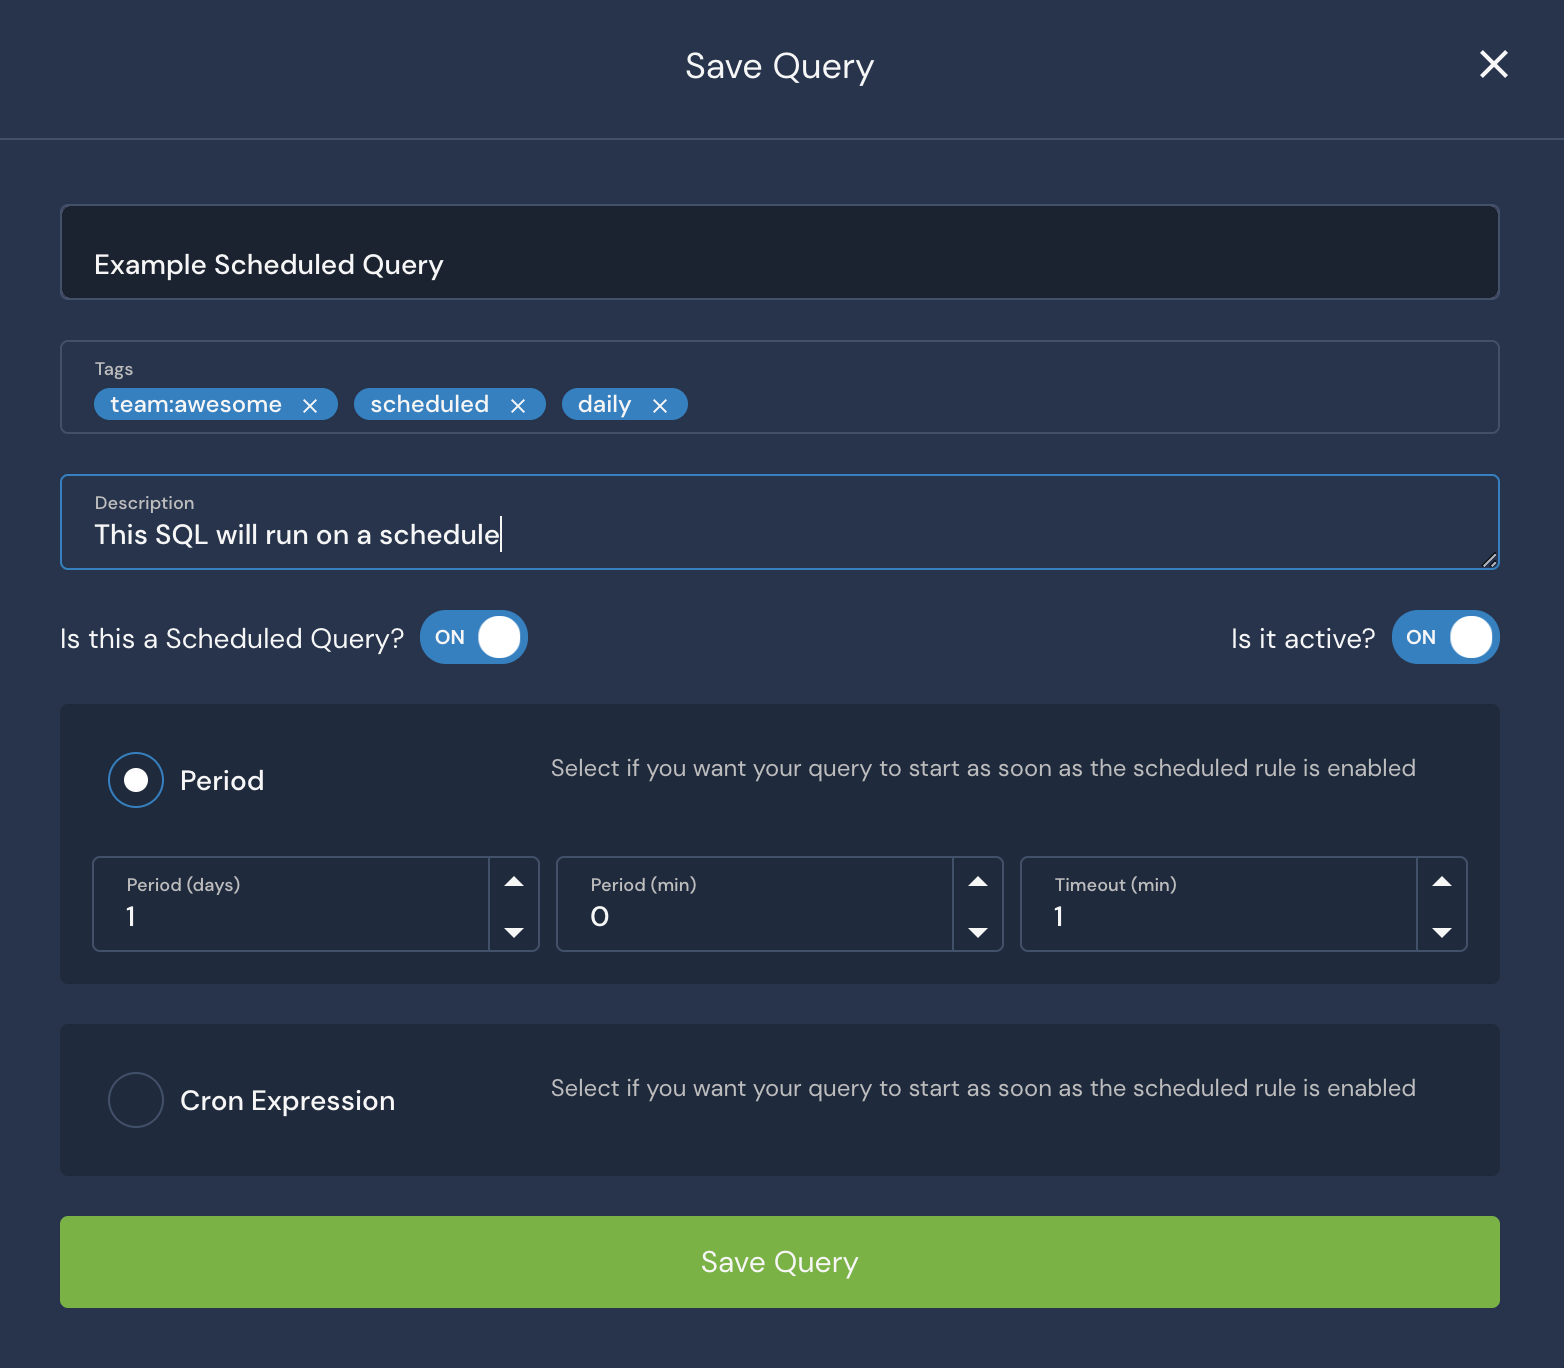 Save Query
Example Scheduled Query
Tags
team:awesome scheduled daily
Description
This SQL will run on a schedule
Is this a Scheduled Query? ON Is it active? ON
Period Select if you want your query to start as soon as the scheduled rule is enabled
Period (days) Period (min) Timeout (min)
1 0 1
Cron Expression Select if you want your query to start as soon as the scheduled rule is enabled
Save Query